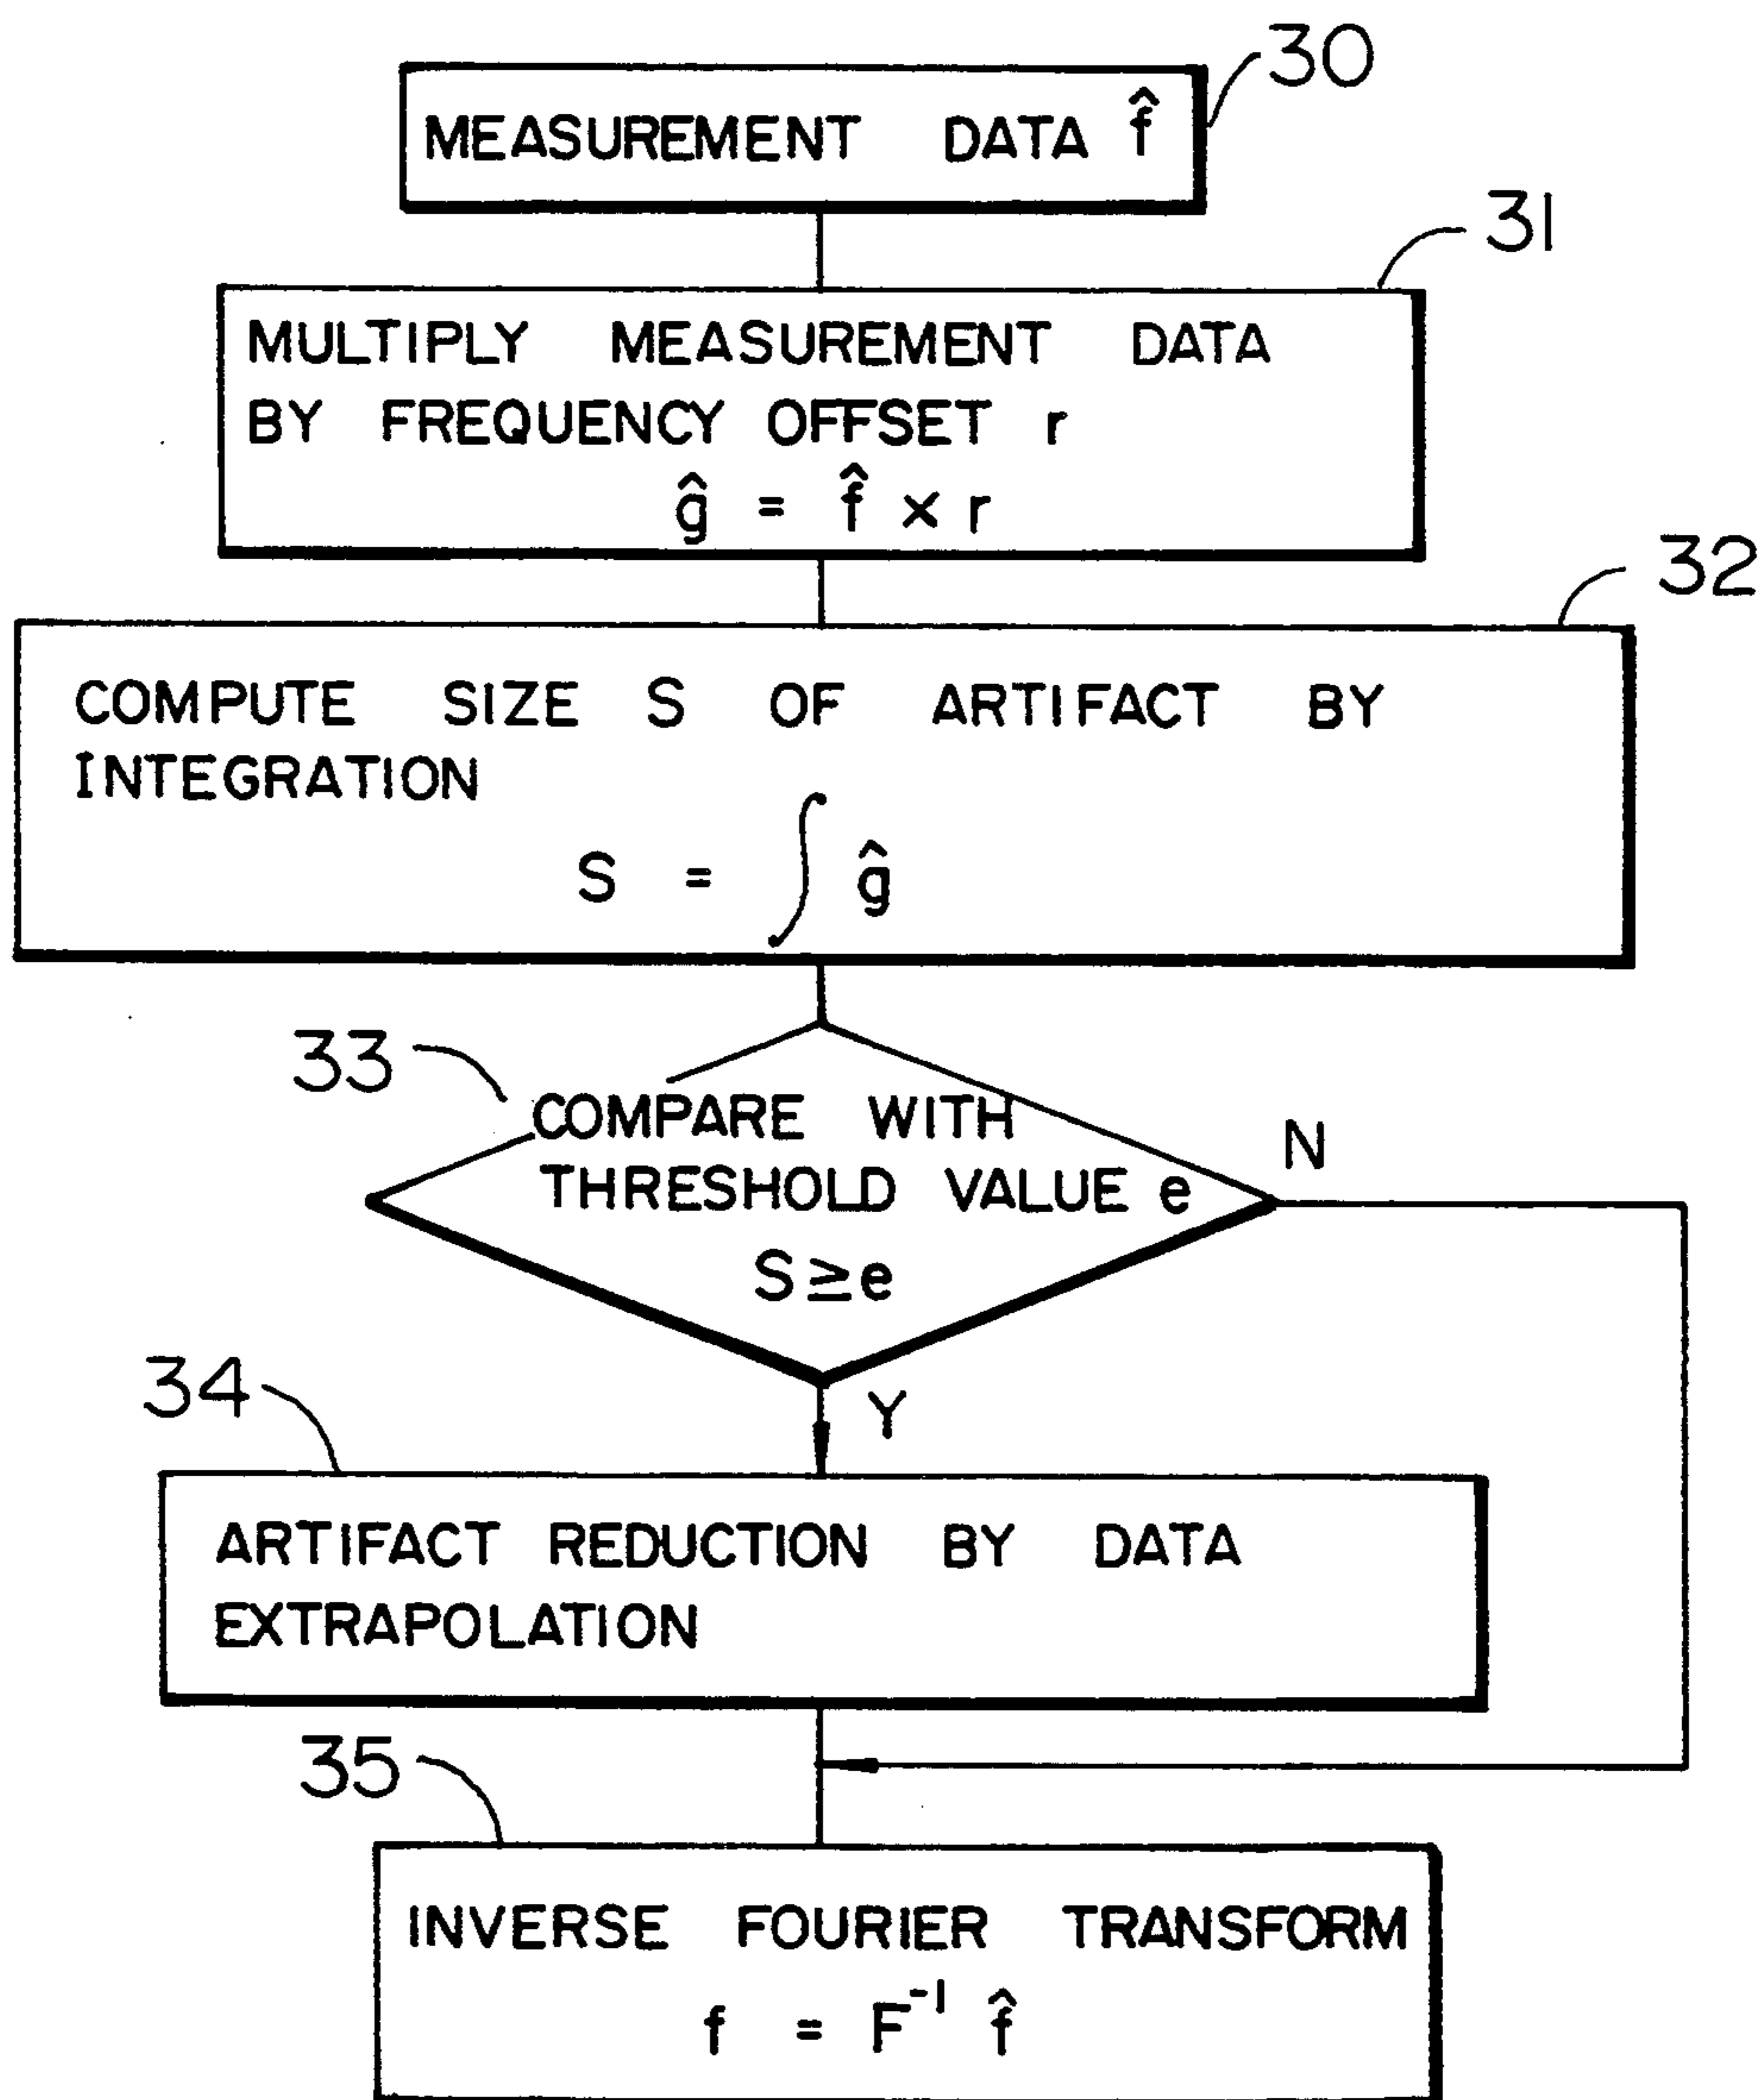 30
MEASUREMENT DATA f̂
31
MULTIPLY MEASUREMENT DATA
BY FREQUENCY OFFSET r
ĝ = f̂ × r
32
COMPUTE SIZE S OF ARTIFACT BY
INTEGRATION
S = ∫ ĝ
33
COMPARE WITH
THRESHOLD VALUE e
S≥e
N
Y
34
ARTIFACT REDUCTION BY DATA
EXTRAPOLATION
35
INVERSE FOURIER TRANSFORM
f = F⁻¹ f̂